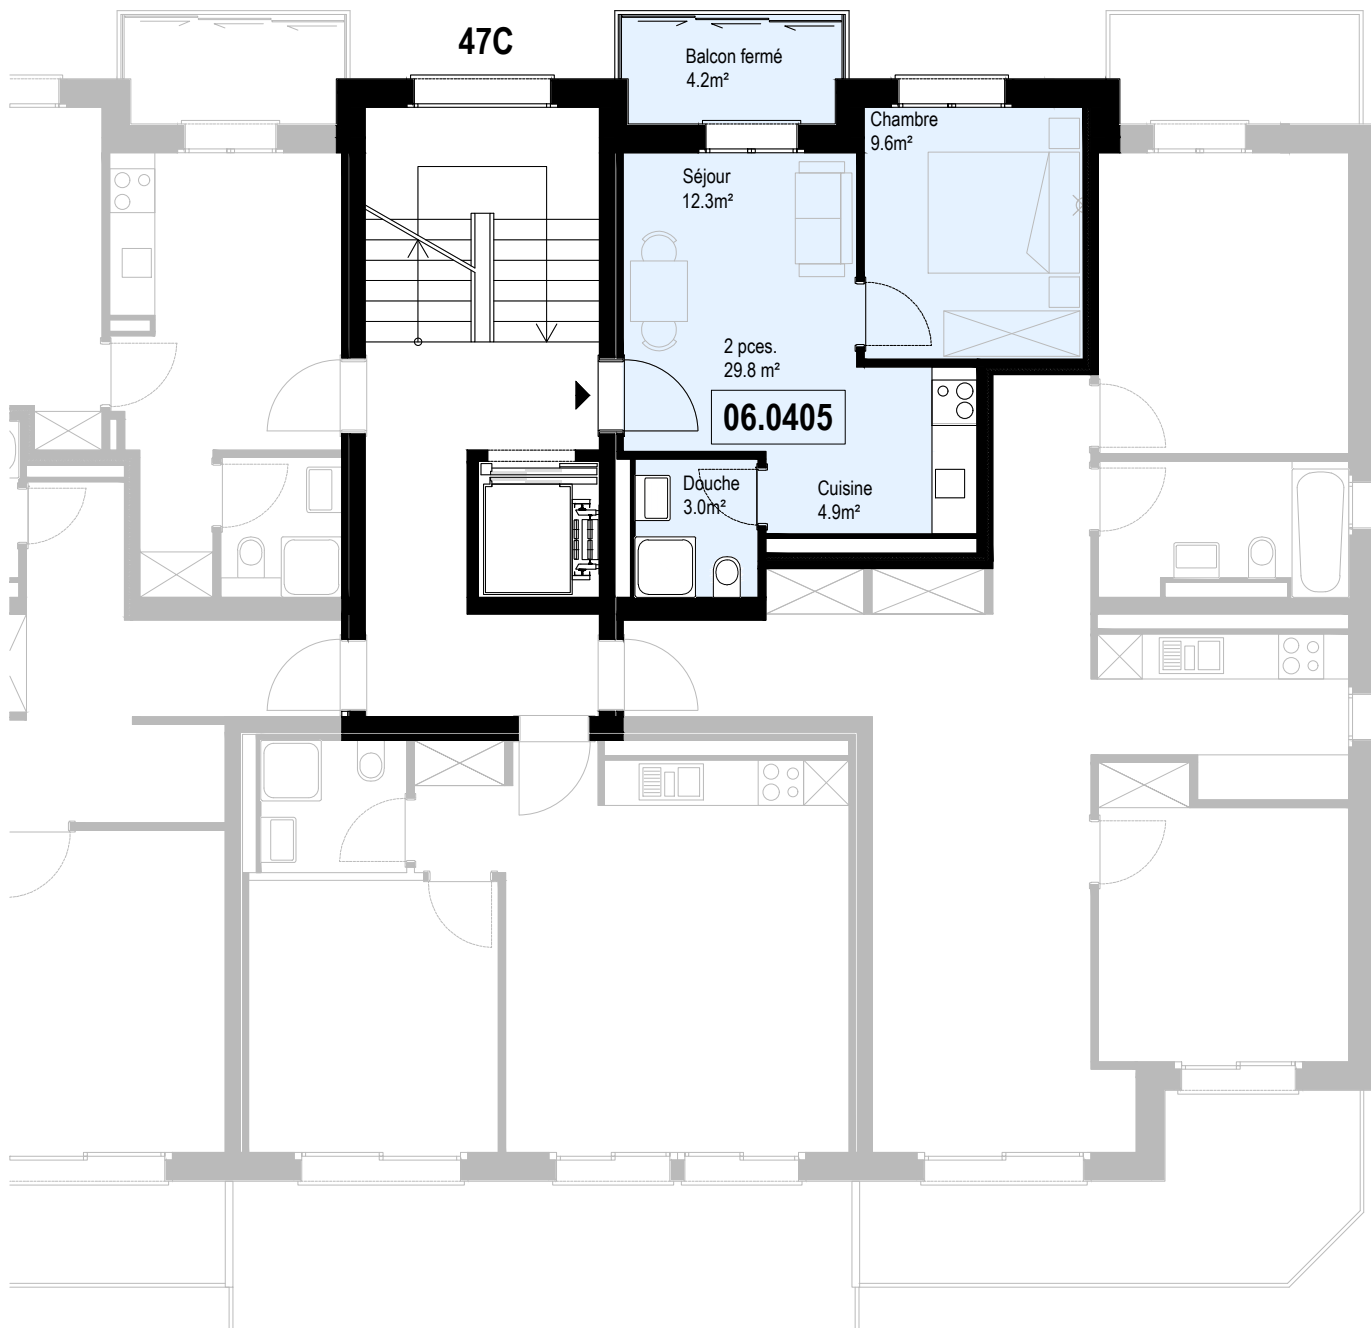 47C
Balcon fermé
4.2m²
Chambre
9.6m²
Séjour
12.3m²
2 pces.
29.8 m²
06.0405
Douche
3.0m²
Cuisine
4.9m²